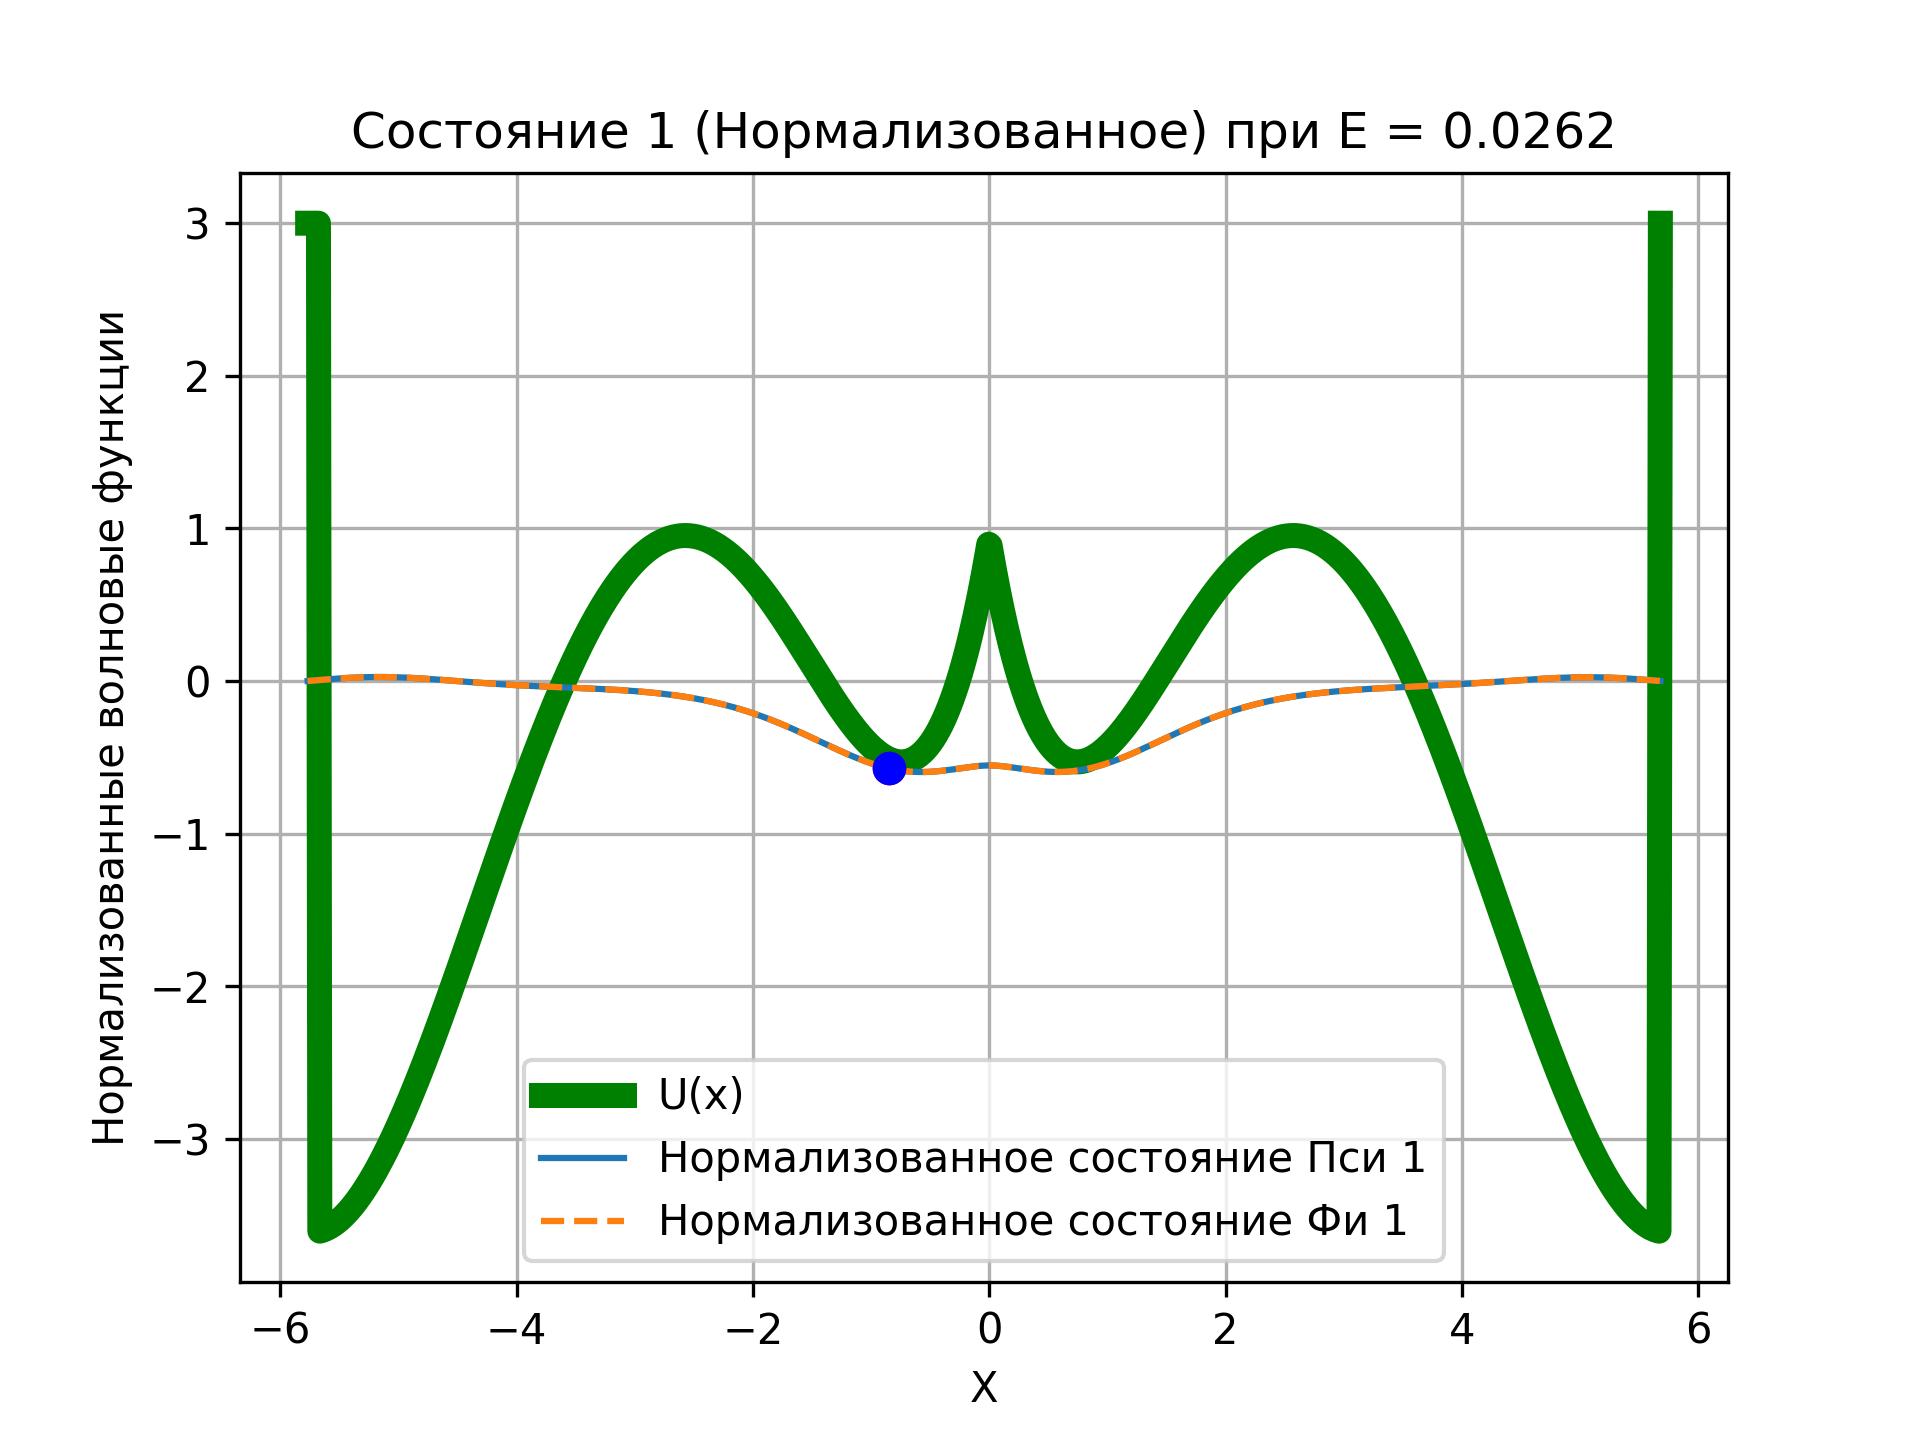 Состояние 1 (Нормализованное) при E = 0.0262
Нормализованные волновые функции
3
2
1
0
−1
−2
−3
U(x)
Нормализованное состояние Пси 1
Нормализованное состояние Фи 1
−6 −4 −2 0 2 4 6
X